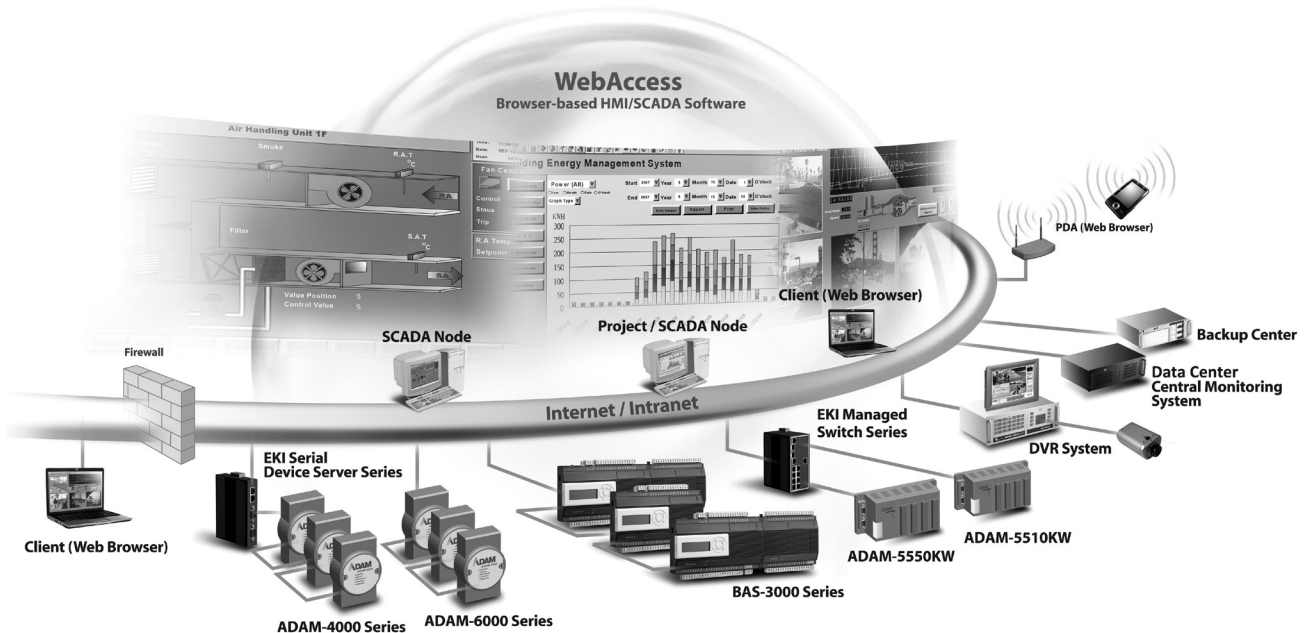 WebAccess
Browser-based HMI/SCADA Software
Air Handling Unit 1F
Smoke
R.A.T
°C
RA
Filter
S.A.T
°C
S.A
Value Position
Control Value
Fan
Control
Trip
R.A Temp
Setpoint
Energy Management System
Power (All)
Graph Type
Start 2007 Year Month Date O'clock
End 2007 Year Month Date O'clock
Report
KWH
300
250
200
150
100
50
0
PDA (Web Browser)
Client (Web Browser)
Project / SCADA Node
SCADA Node
Firewall
Backup Center
Data Center
Central Monitoring
System
Internet / Intranet
EKI Managed
Switch Series
DVR System
EKI Serial
Device Server Series
Client (Web Browser)
ADAM
ADAM
ADAM-5510KW
ADAM-5550KW
BAS-3000 Series
ADAM-6000 Series
ADAM-4000 Series